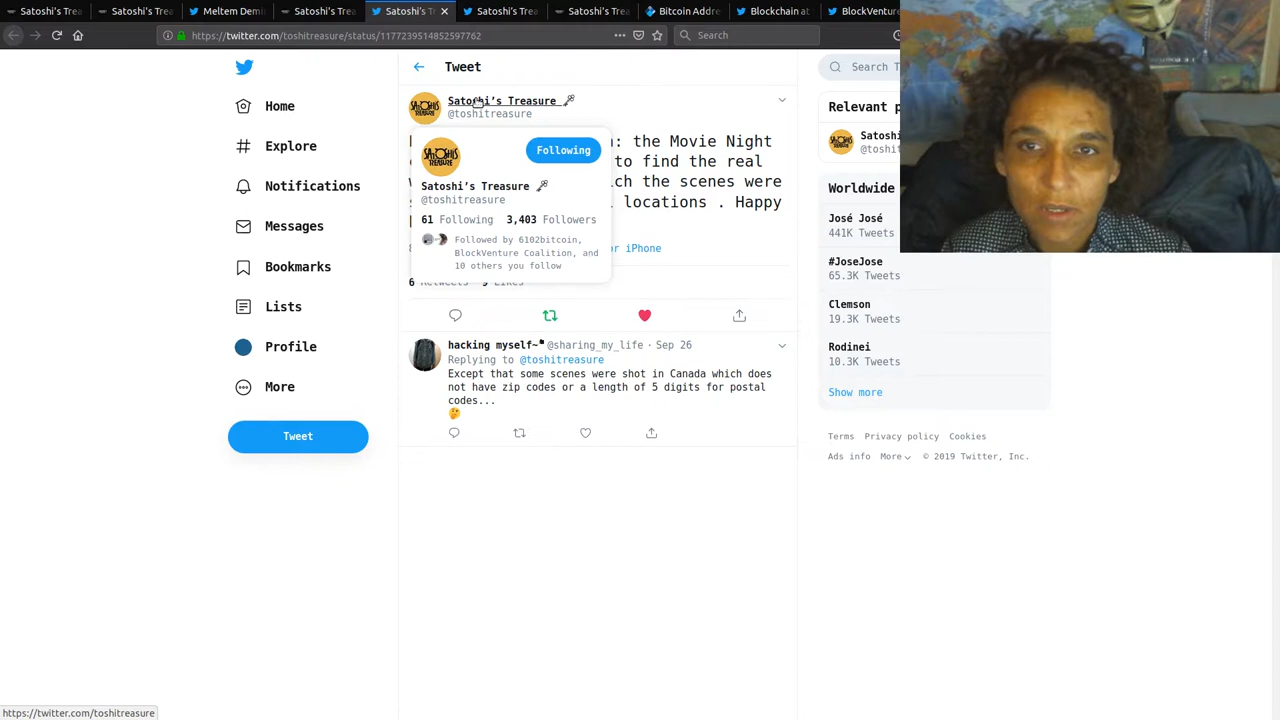 Satoshi's Trea
Satoshi's Trea
Meltem Demi
Satoshi's Trea
Satoshi's T
Satoshi's Trea
Satoshi's Trea
Bitcoin Addre
Blockchain at
BlockVenture
https://twitter.com/toshitreasure/status/1177239514852597762
Search
Home
Explore
Notifications
Messages
Bookmarks
Lists
Profile
More
Tweet
Tweet
Satoshi's Treasure
@toshitreasure
: the Movie Night
to find the real
ch the scenes were
locations . Happy
or iPhone
Following
SATOSHI'S
TREASURE
Satoshi's Treasure
@toshitreasure
61 Following 3,403 Followers
Followed by 6102bitcoin,
BlockVenture Coalition, and
10 others you follow
6 Retweets 9 Likes
hacking myself~ @sharing_my_life · Sep 26
Replying to @toshitreasure
Except that some scenes were shot in Canada which does
not have zip codes or a length of 5 digits for postal
codes...
Search T
Relevant p
Satoshi
@toshi
Worldwide
José José
441K Tweets
#JoseJose
65.3K Tweets
Clemson
19.3K Tweets
Rodinei
10.3K Tweets
Show more
Terms Privacy policy Cookies
Ads info More © 2019 Twitter, Inc.
https://twitter.com/toshitreasure